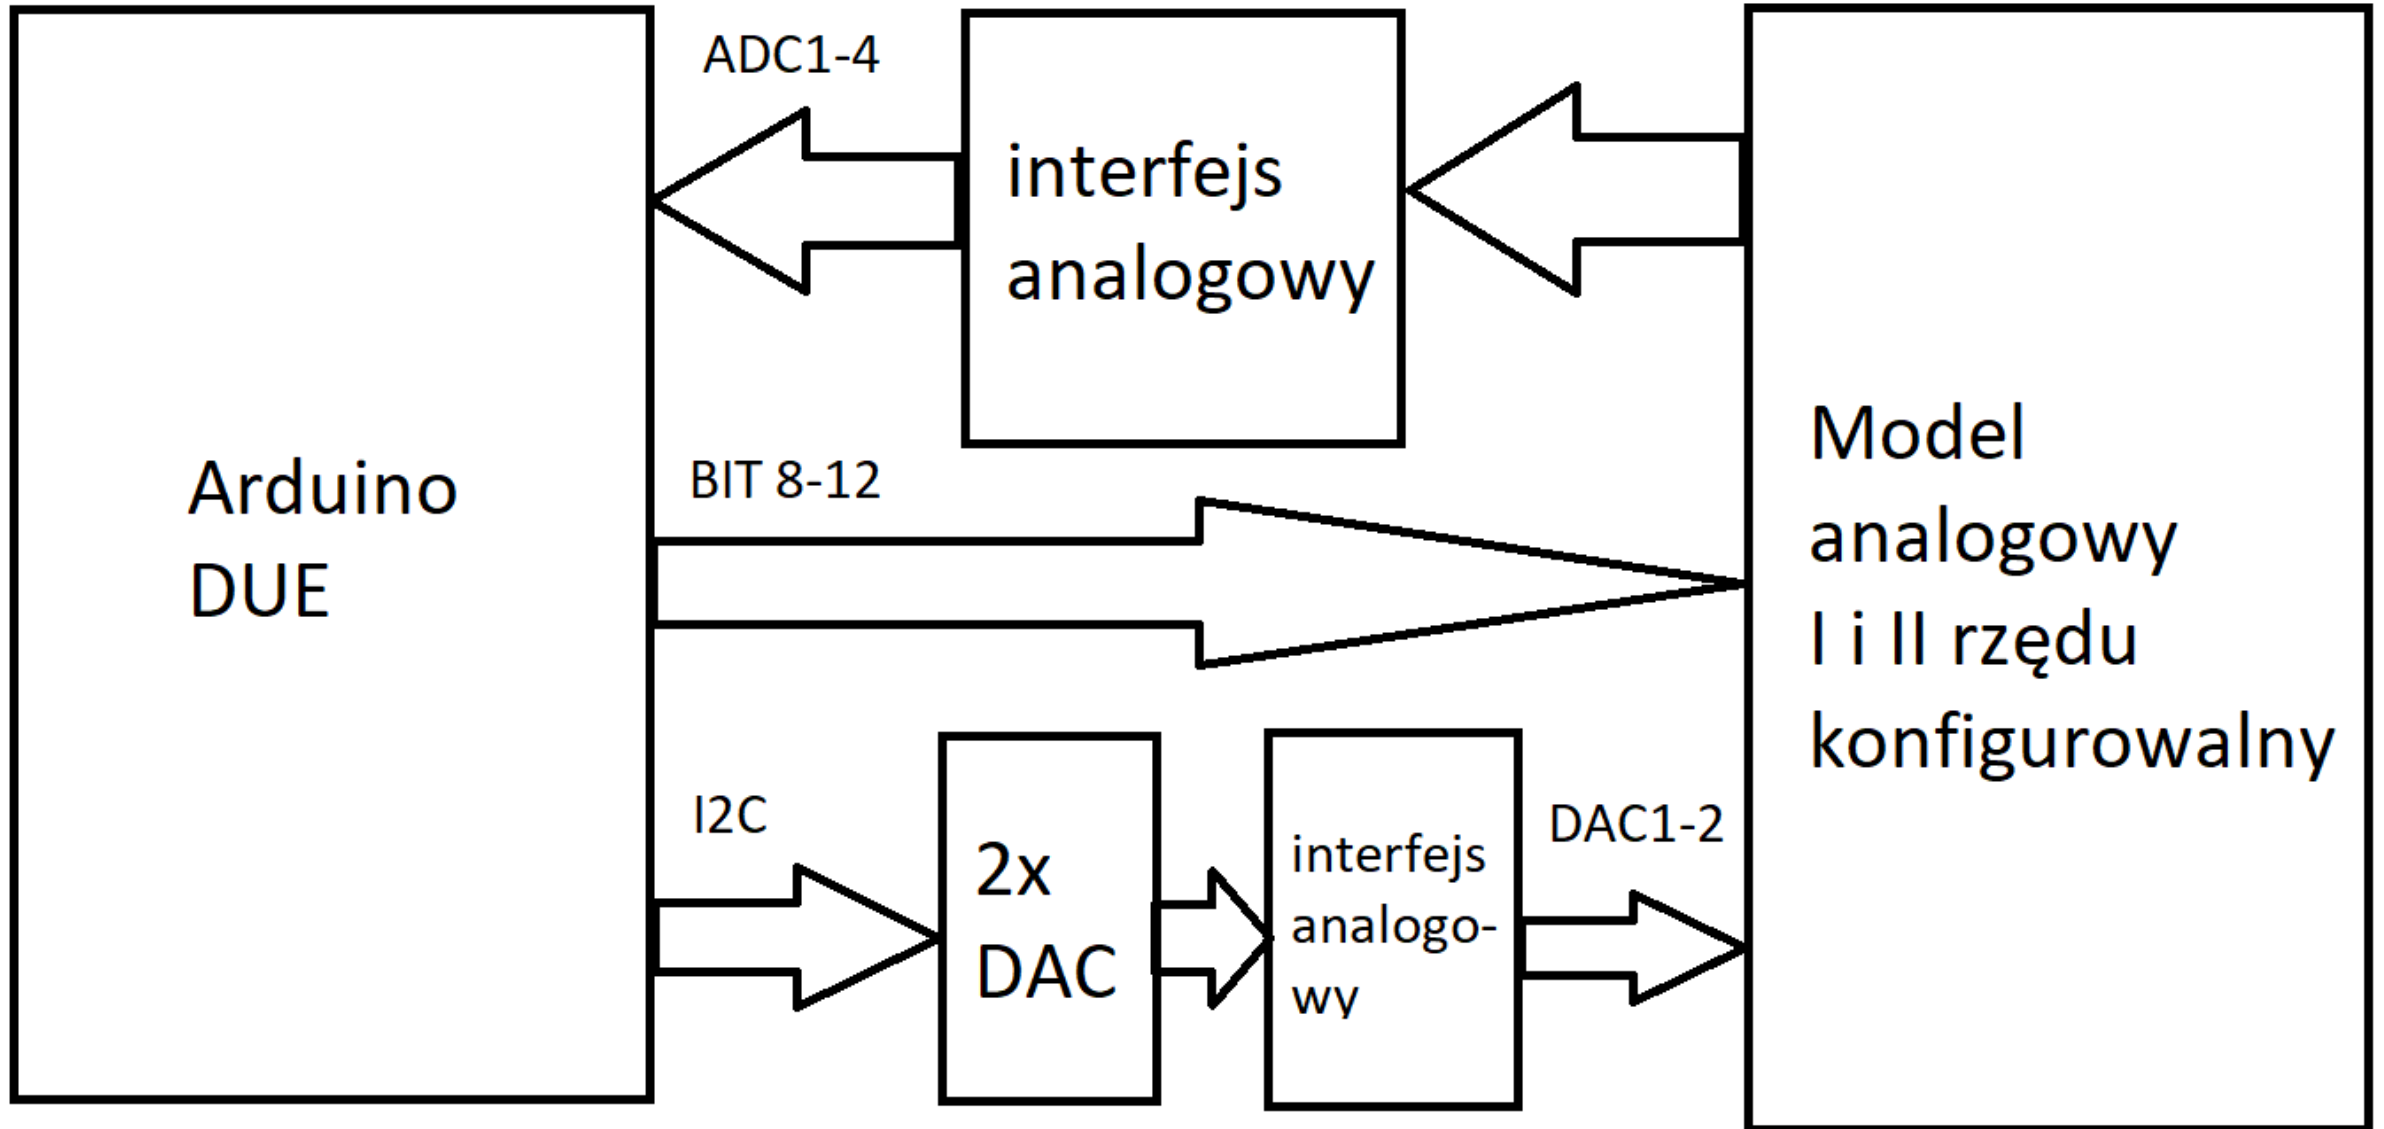 ADC1-4
interfejs
analogowy
Arduino
DUE
BIT 8-12
Model
analogowy
I i II rzędu
konfigurowalny
I2C
2x
DAC
interfejs
analogo-
wy
DAC1-2